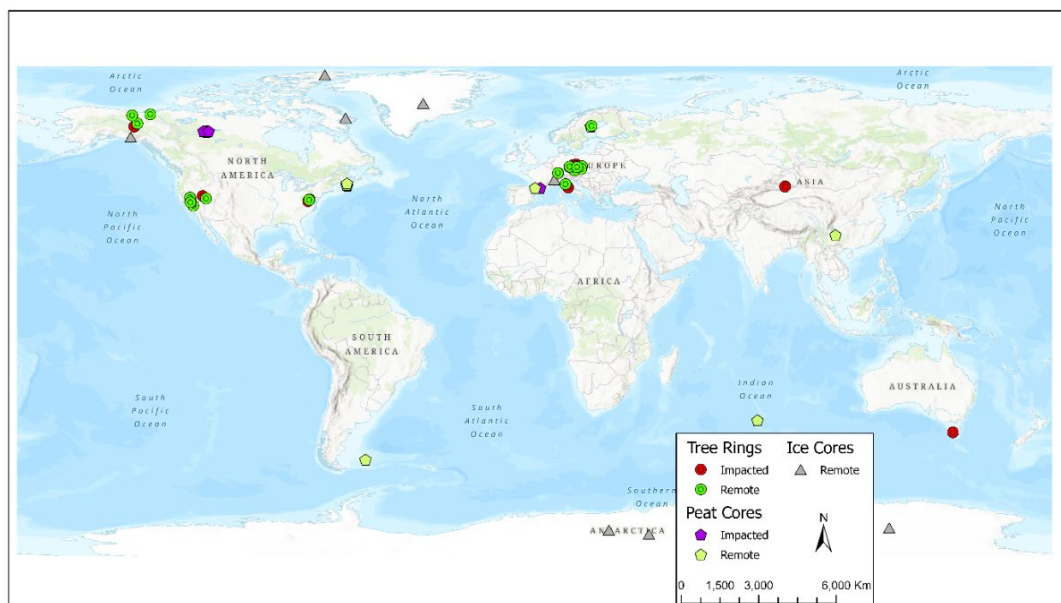 Arctic
Ocean
Arctic
Ocean
NORTH
AMERICA
EUROPE
ASIA
North
Pacific
Ocean
North
Atlantic
Ocean
North
Pacific
Ocean
AFRICA
SOUTH
AMERICA
Indian
Ocean
AUSTRALIA
South
Pacific
Ocean
South
Atlantic
Ocean
Southern
Ocean
ANTARCTICA
Tree Rings
Impacted
Remote
Peat Cores
Impacted
Remote
Ice Cores
Remote
N
0 1,500 3,000 6,000 Km